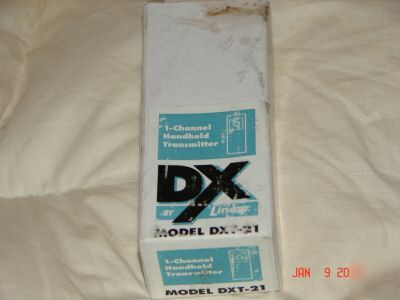 1-Channel
Handheld
Transmitter
DX
BY Linear
MODEL DXT-21
1-Channel
Handheld
Transmitter
MODEL DXT-21
JAN 9 20